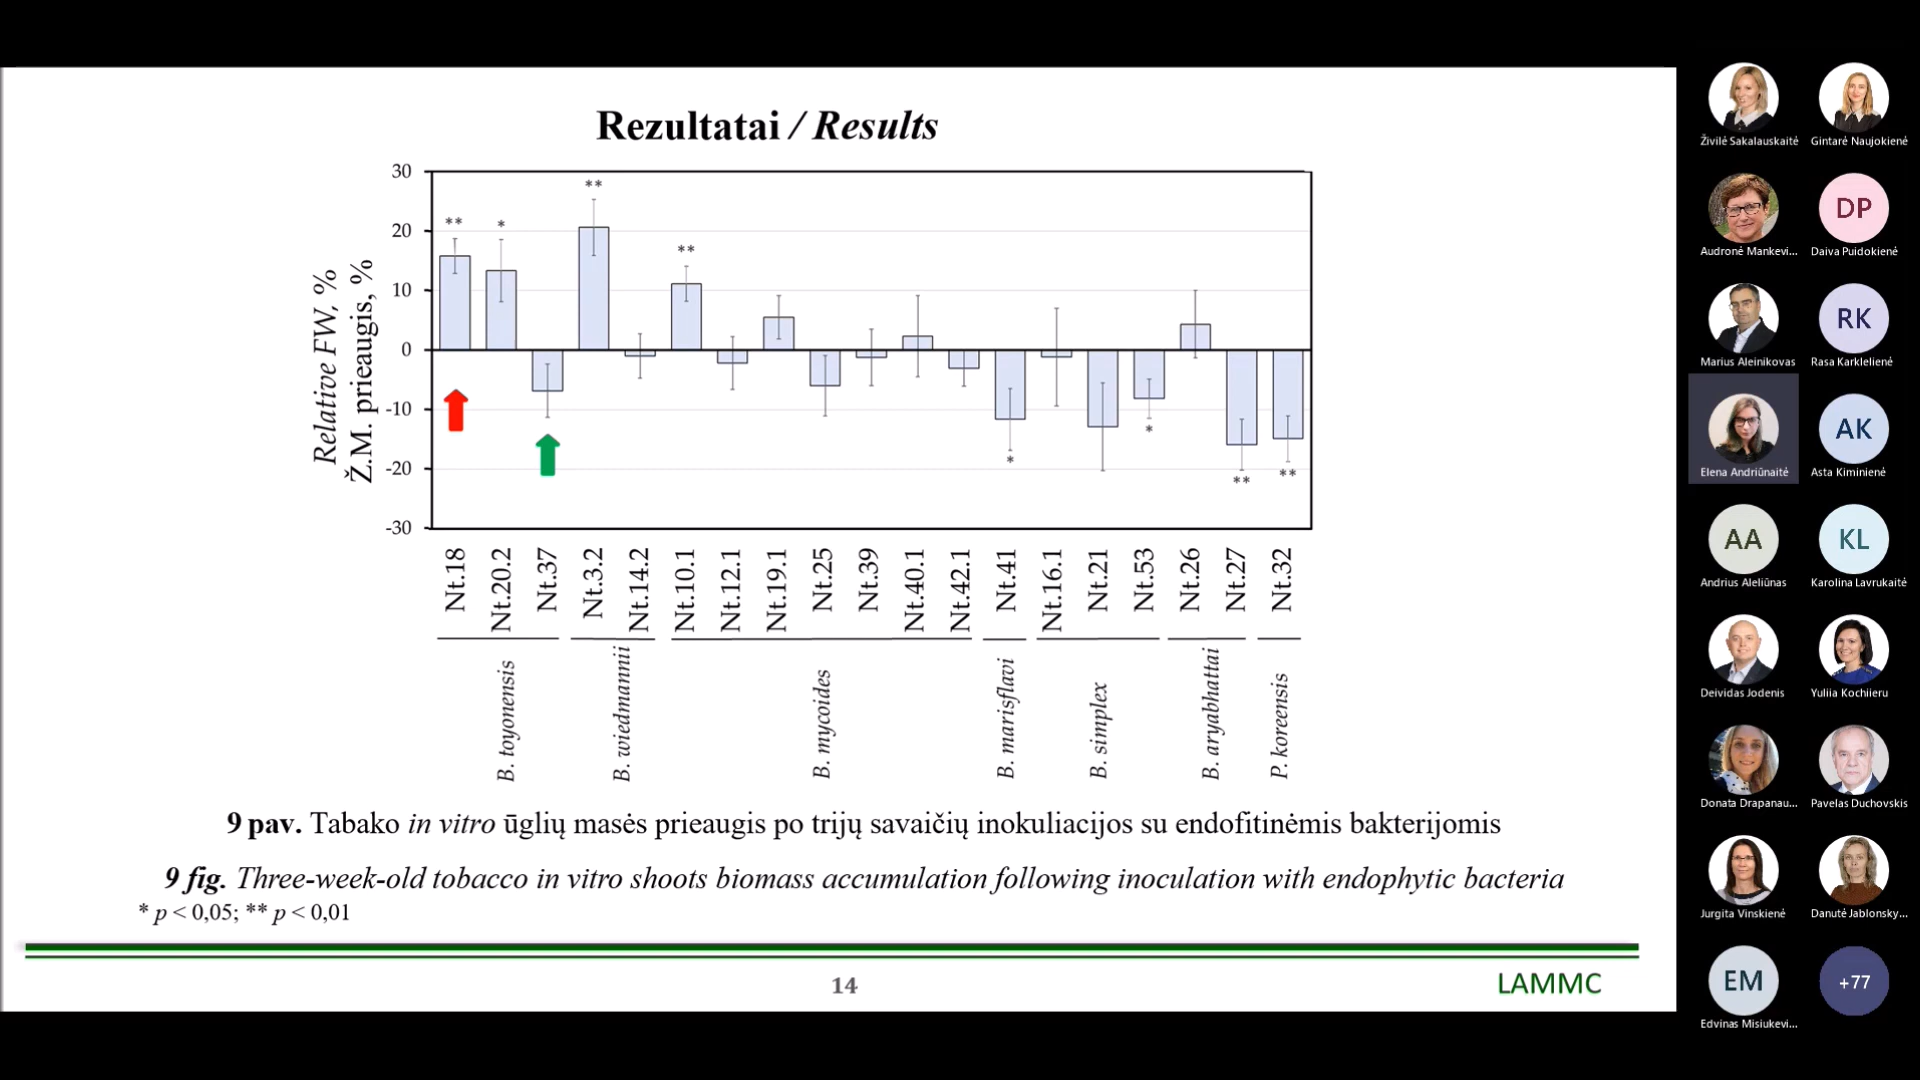 Rezultatai / Results
Relative FW, %
Ž.M. prieaugis, %
30
20
10
0
-10
-20
-30
**
*
**
**
*
*
**
**
Nt.18
Nt.20.2
Nt.37
Nt.3.2
Nt.14.2
Nt.10.1
Nt.12.1
Nt.19.1
Nt.25
Nt.39
Nt.40.1
Nt.42.1
Nt.41
Nt.16.1
Nt.21
Nt.53
Nt.26
Nt.27
Nt.32
B. toyonensis
B. wiedmannii
B. mycoides
B. marisflavi
B. simplex
B. aryabhattai
P. koreensis
9 pav. Tabako in vitro ūglių masės prieaugis po trijų savaičių inokuliacijos su endofitinėmis bakterijomis
9 fig. Three-week-old tobacco in vitro shoots biomass accumulation following inoculation with endophytic bacteria
* p < 0,05; ** p < 0,01
14
LAMMC
Živilė Sakalauskaitė
Gintarė Naujokienė
DP
Audronė Mankevi...
Daiva Puidokienė
RK
Marius Aleinikovas
Rasa Karklelienė
AK
Elena Andriūnaitė
Asta Kiminienė
AA
KL
Andrius Aleliūnas
Karolina Lavrukaitė
Deividas Jodenis
Yuliia Kochiieru
Donata Drapanau...
Pavelas Duchovskis
Jurgita Vinskienė
Danutė Jablonsky...
EM
+77
Edvinas Misiukevi...